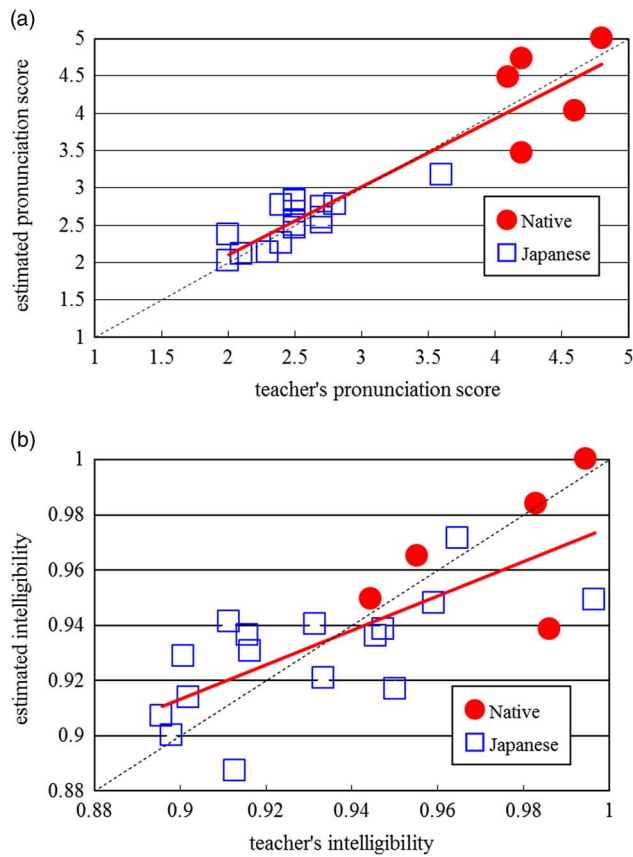 (a)
5
4.5
4
3.5
3
2.5
2
1.5
1
estimated pronunciation score
Native
Japanese
1 1.5 2 2.5 3 3.5 4 4.5 5
teacher's pronunciation score
(b)
1
0.98
0.96
0.94
0.92
0.9
0.88
estimated intelligibility
Native
Japanese
0.88 0.9 0.92 0.94 0.96 0.98 1
teacher's intelligibility